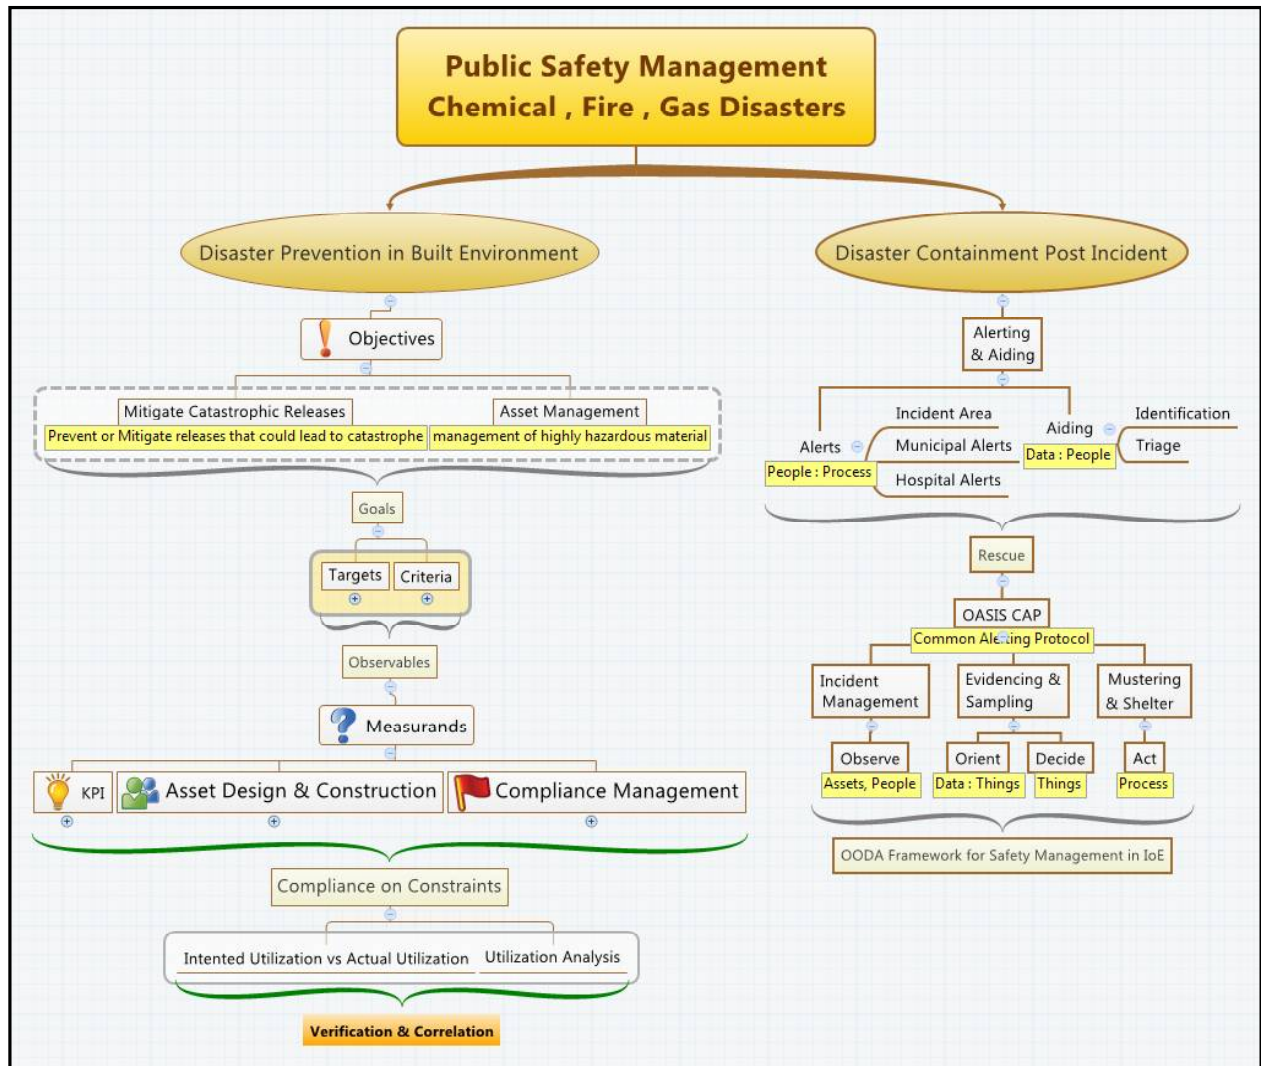 Public Safety Management
Chemical , Fire , Gas Disasters
Disaster Prevention in Built Environment
Objectives
Mitigate Catastrophic Releases
Prevent or Mitigate releases that could lead to catastrophe
Asset Management
management of highly hazardous material
Goals
Targets
Criteria
Observables
Measurands
KPI
Asset Design & Construction
Compliance Management
Compliance on Constraints
Intented Utilization vs Actual Utilization
Utilization Analysis
Verification & Correlation
Disaster Containment Post Incident
Alerting
& Aiding
Alerts
People : Process
Incident Area
Municipal Alerts
Hospital Alerts
Aiding
Data : People
Identification
Triage
Rescue
OASIS CAP
Common Alerting Protocol
Incident
Management
Observe
Assets, People
Evidencing &
Sampling
Orient
Data : Things
Decide
Things
Mustering
& Shelter
Act
Process
OODA Framework for Safety Management in IoE